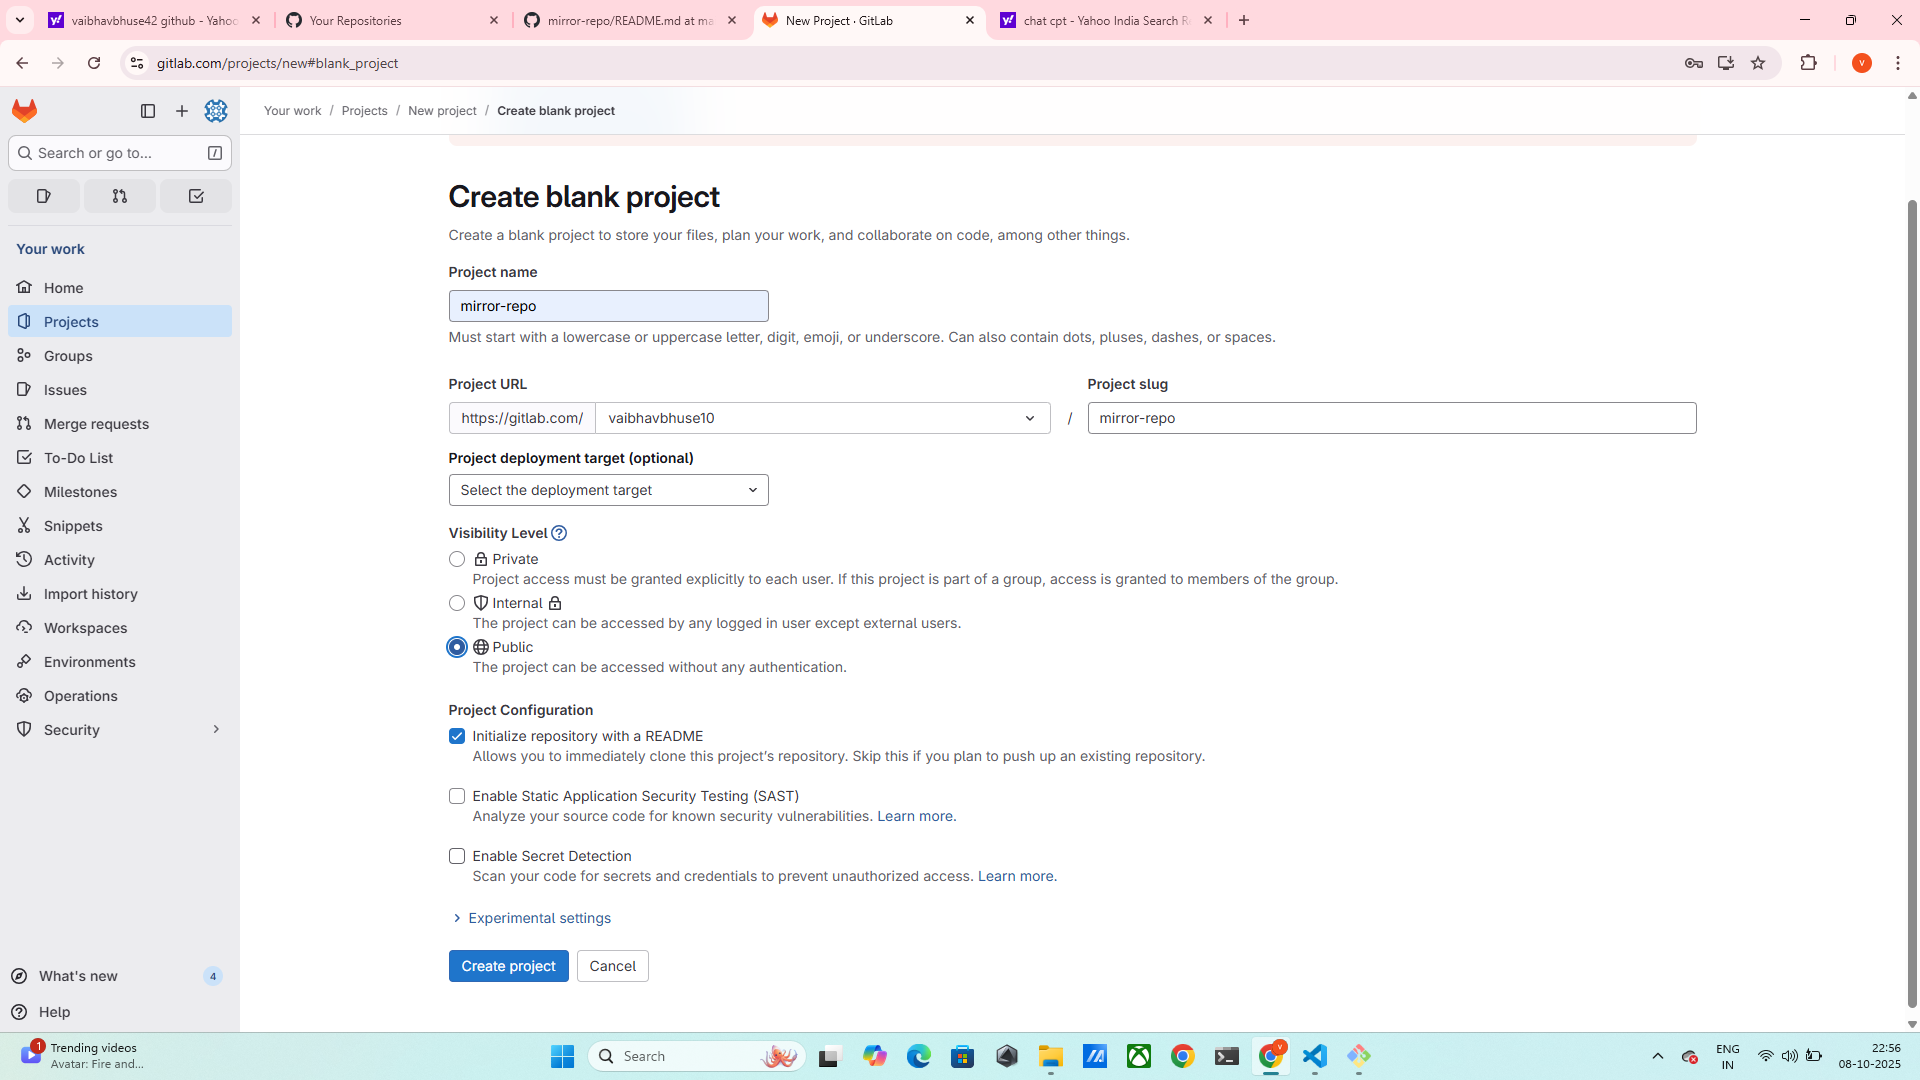 vaibhavbhuse42 github - Yahoo
Your Repositories
mirror-repo/README.md at ma
New Project · GitLab
chat cpt - Yahoo India Search Re
gitlab.com/projects/new#blank_project
V
Your work / Projects / New project / Create blank project
Search or go to...
/
Your work
Home
Projects
Groups
Issues
Merge requests
To-Do List
Milestones
Snippets
Activity
Import history
Workspaces
Environments
Operations
Security
What's new
4
Help
Create blank project
Create a blank project to store your files, plan your work, and collaborate on code, among other things.
Project name
mirror-repo
Must start with a lowercase or uppercase letter, digit, emoji, or underscore. Can also contain dots, pluses, dashes, or spaces.
Project URL
https://gitlab.com/
vaibhavbhuse10
/
Project slug
mirror-repo
Project deployment target (optional)
Select the deployment target
Visibility Level
Private
Project access must be granted explicitly to each user. If this project is part of a group, access is granted to members of the group.
Internal
The project can be accessed by any logged in user except external users.
Public
The project can be accessed without any authentication.
Project Configuration
Initialize repository with a README
Allows you to immediately clone this project's repository. Skip this if you plan to push up an existing repository.
Enable Static Application Security Testing (SAST)
Analyze your source code for known security vulnerabilities. Learn more.
Enable Secret Detection
Scan your code for secrets and credentials to prevent unauthorized access. Learn more.
Experimental settings
Create project
Cancel
1
Trending videos
Avatar: Fire and...
Search
ENG
IN
22:56
08-10-2025